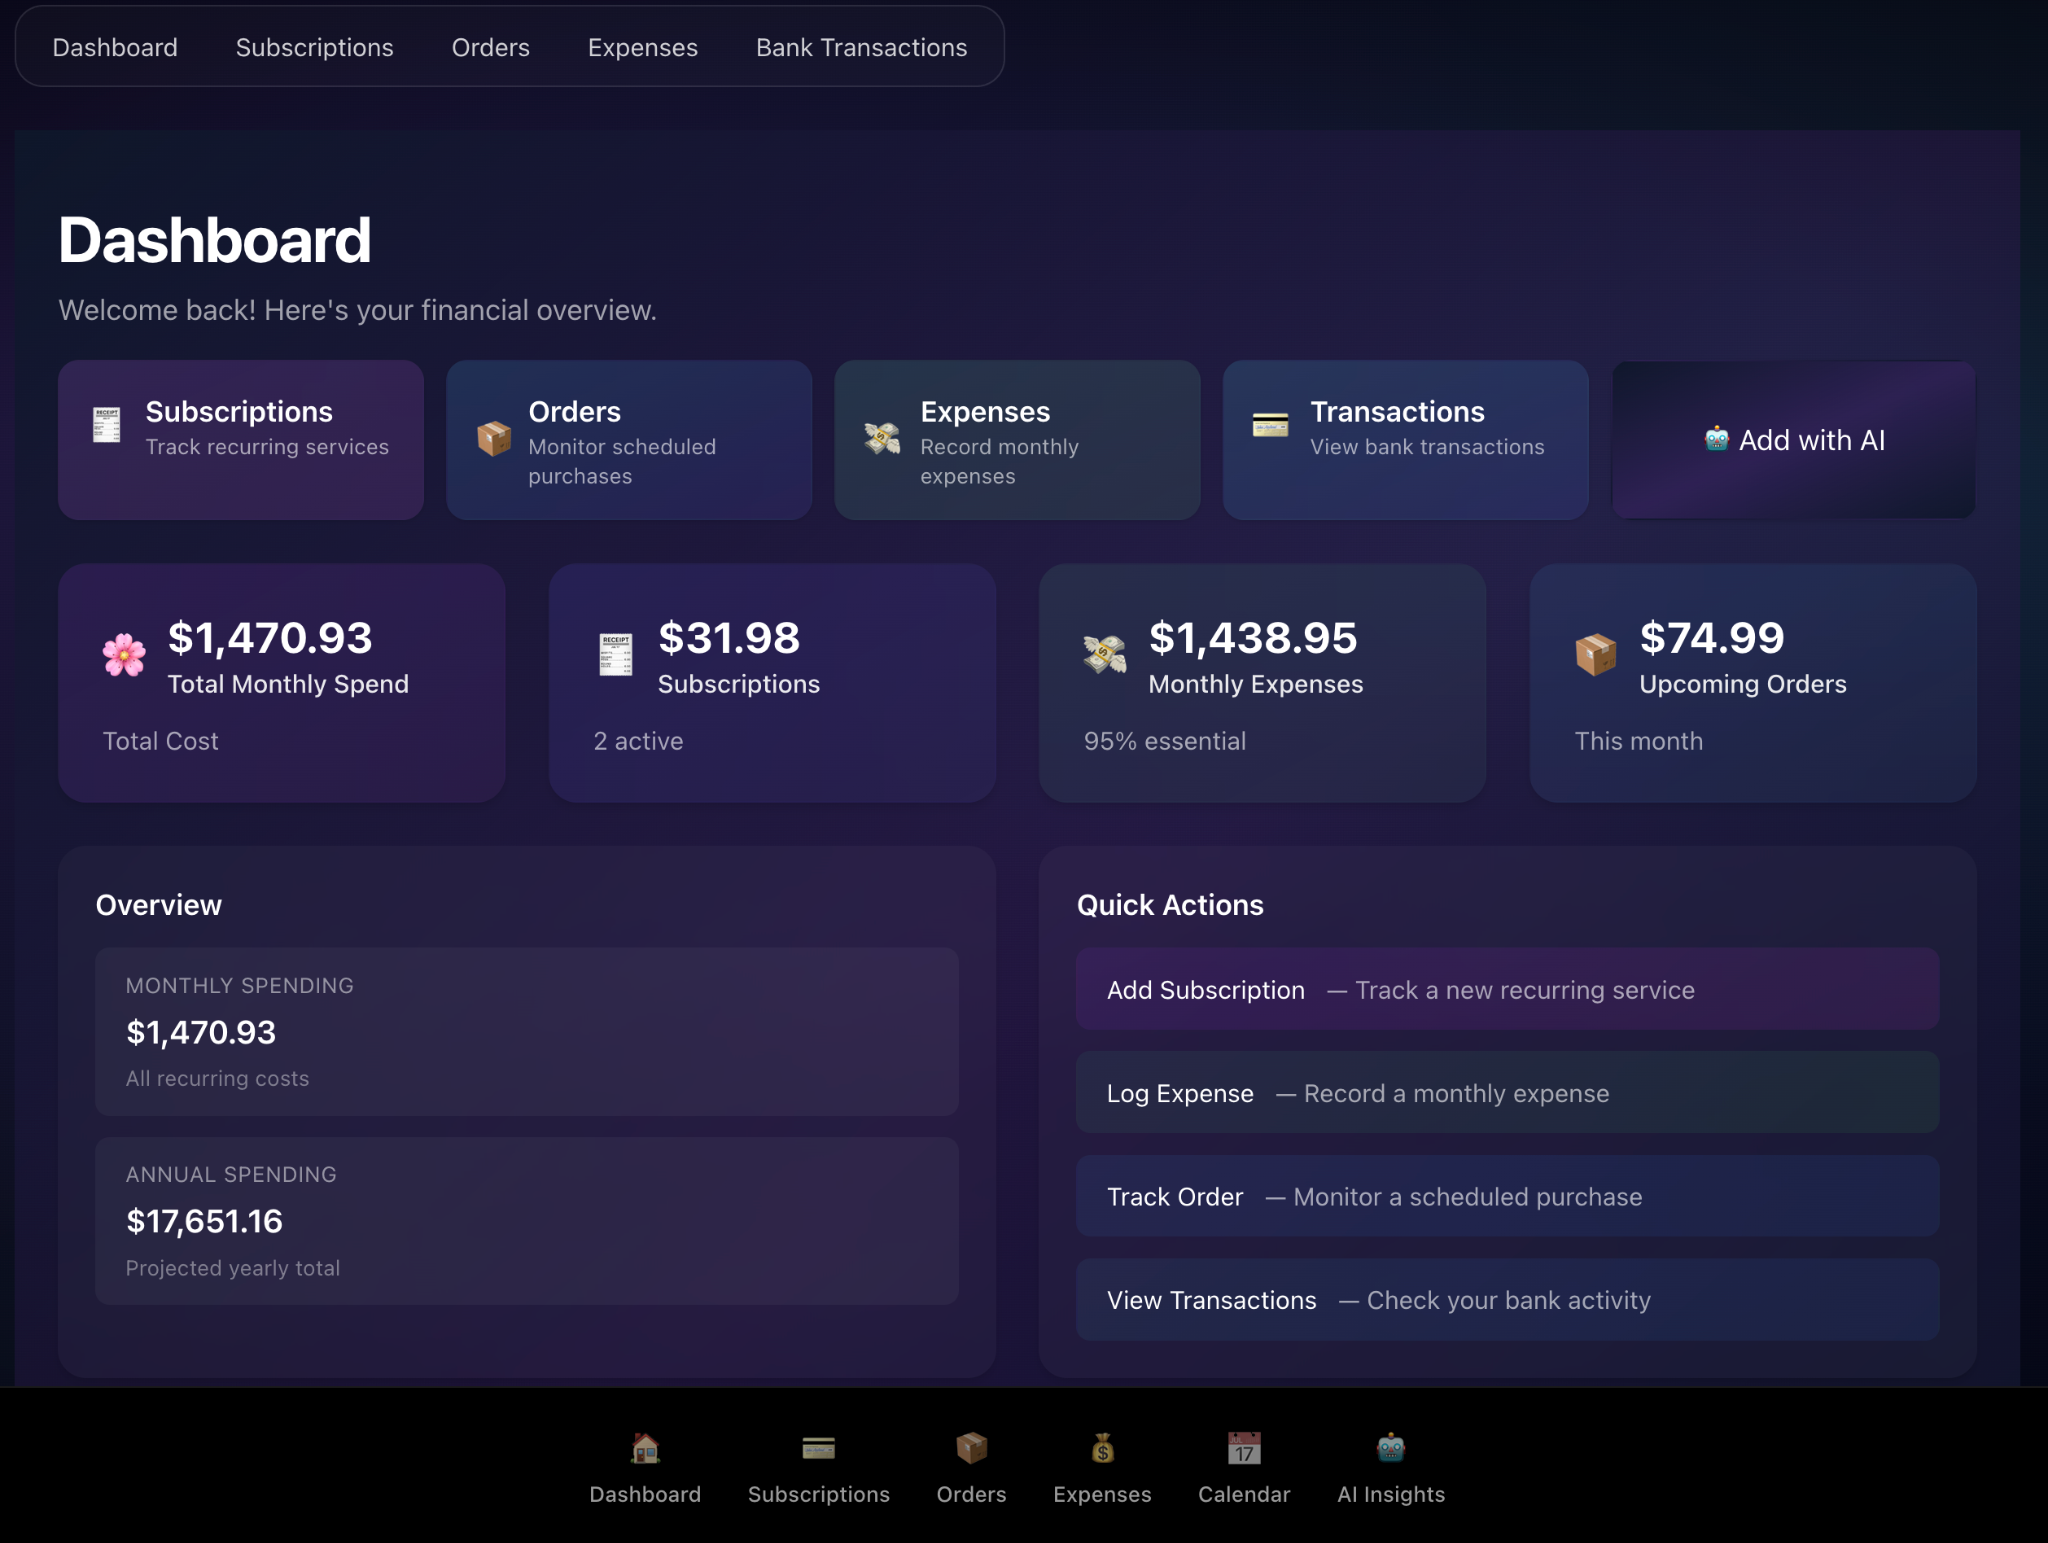 Dashboard Subscriptions Orders Expenses Bank Transactions
Dashboard
Welcome back! Here's your financial overview.
Subscriptions
Track recurring services
Orders
Monitor scheduled
purchases
Expenses
Record monthly
expenses
Transactions
View bank transactions
Add with AI
$1,470.93
Total Monthly Spend
Total Cost
RECEIPT
$31.98
Subscriptions
2 active
$1,438.95
Monthly Expenses
95% essential
$74.99
Upcoming Orders
This month
Overview
MONTHLY SPENDING
$1,470.93
All recurring costs
ANNUAL SPENDING
$17,651.16
Projected yearly total
Quick Actions
Add Subscription — Track a new recurring service
Log Expense — Record a monthly expense
Track Order — Monitor a scheduled purchase
View Transactions — Check your bank activity
JUL
17
Dashboard Subscriptions Orders Expenses Calendar AI Insights